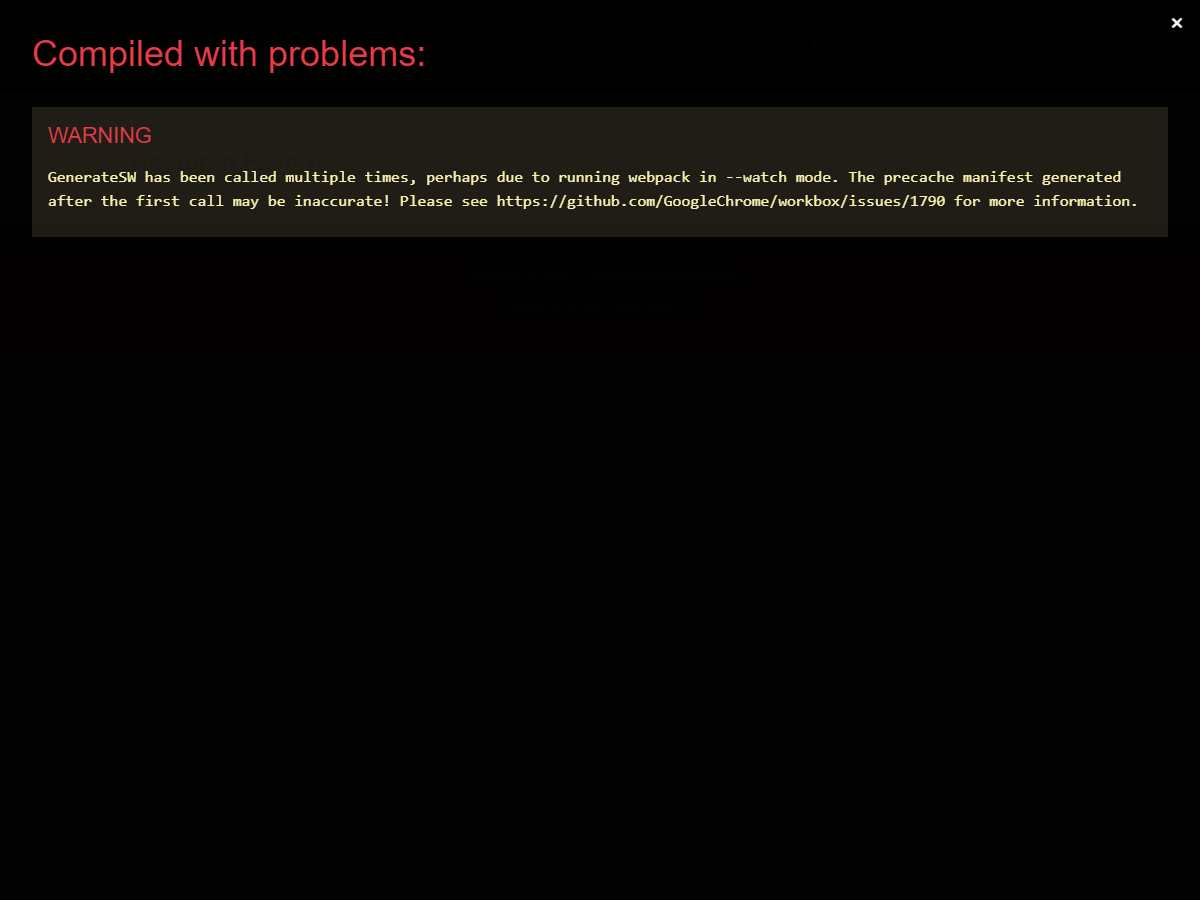 ×
Compiled with problems:
WARNING
GenerateSW has been called multiple times, perhaps due to running webpack in --watch mode. The precache manifest generated
after the first call may be inaccurate! Please see https://github.com/GoogleChrome/workbox/issues/1790 for more information.